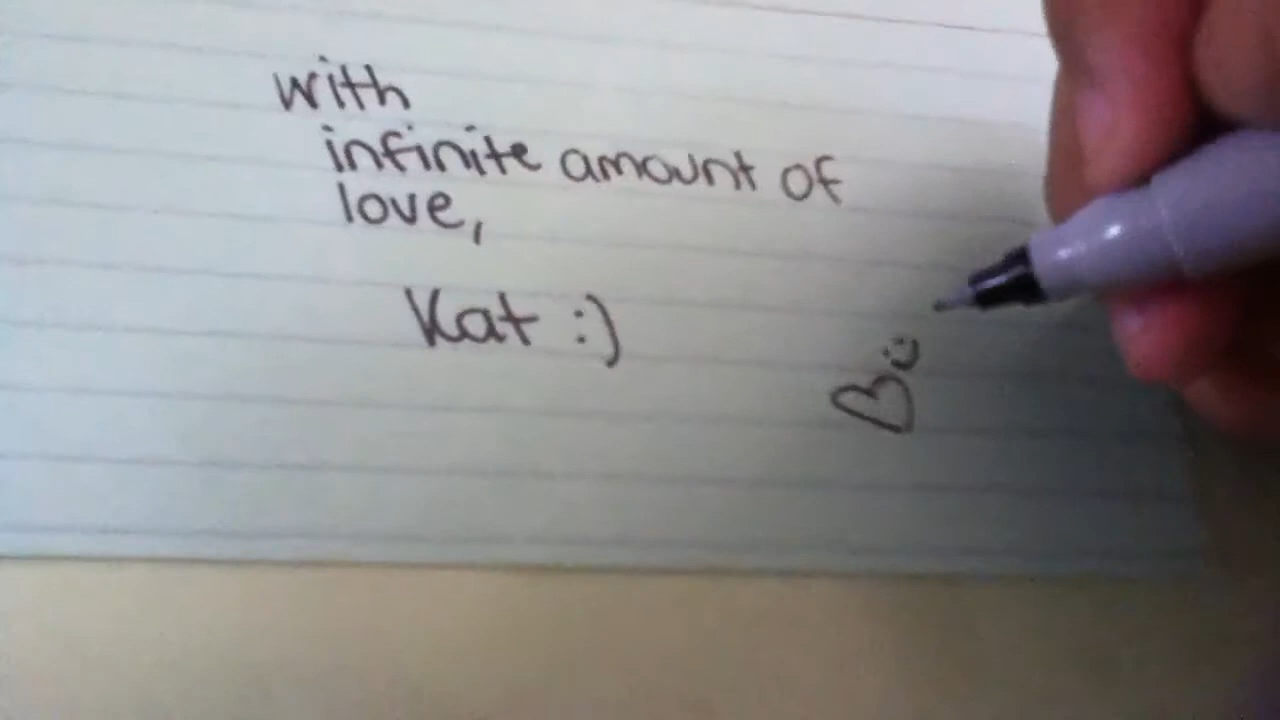 with
infinite amount of
love,
Kat :)